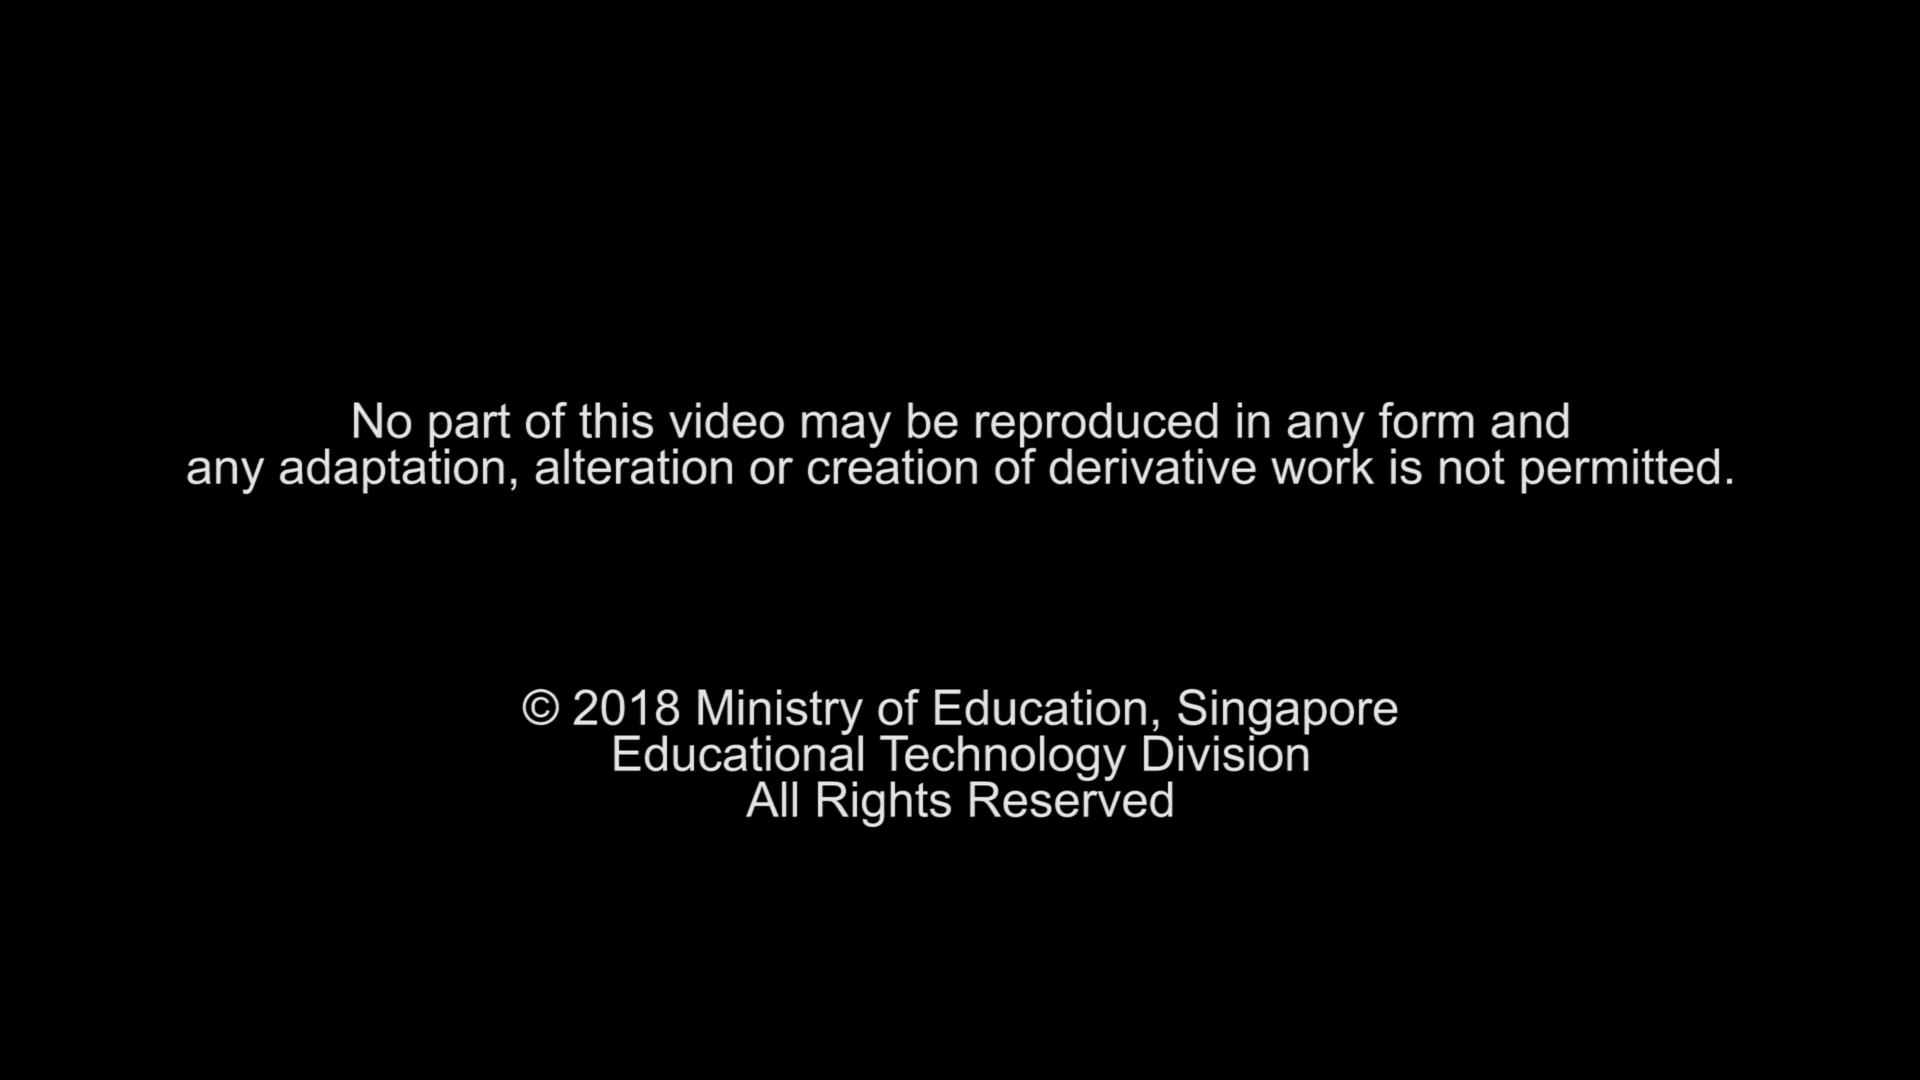 No part of this video may be reproduced in any form and
any adaptation, alteration or creation of derivative work is not permitted.
© 2018 Ministry of Education, Singapore
Educational Technology Division
All Rights Reserved